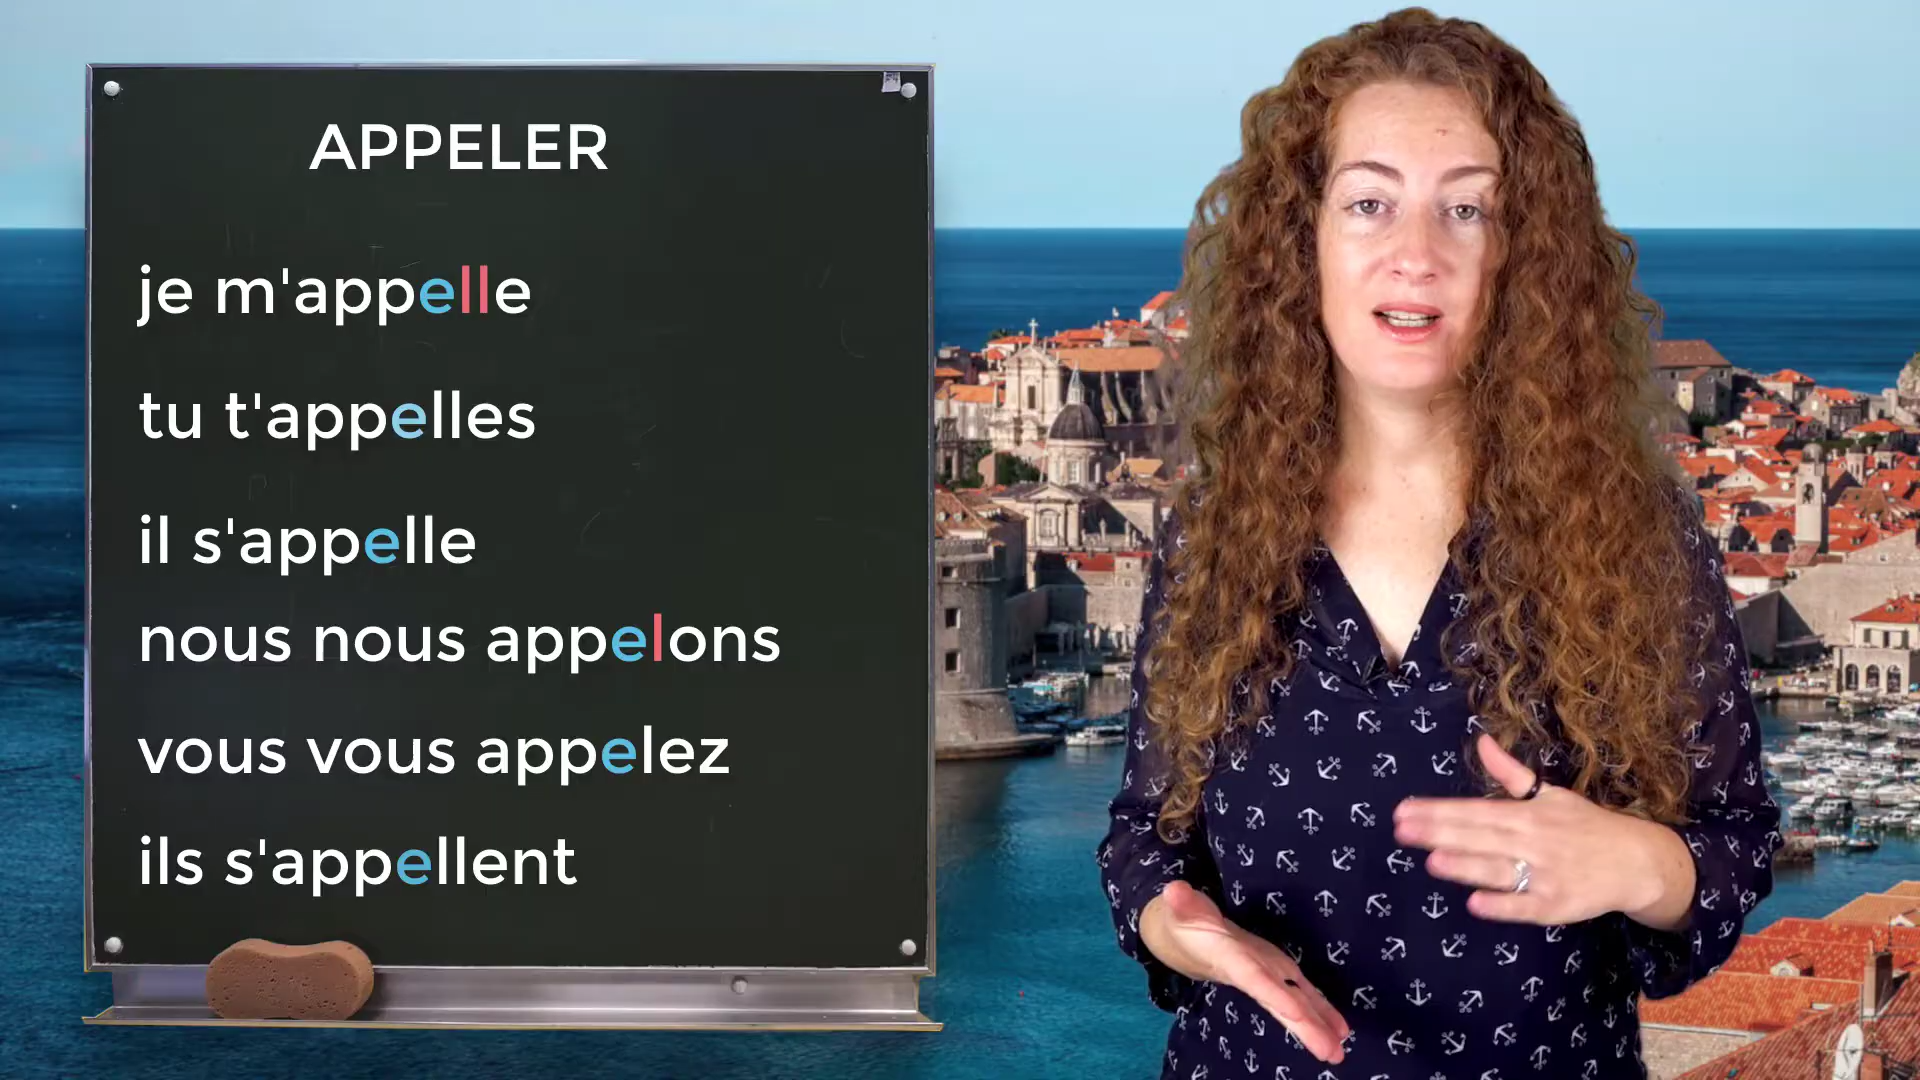 APPELER
je m'appelle
tu t'appelles
il s'appelle
nous nous appelons
vous vous appelez
ils s'appellent